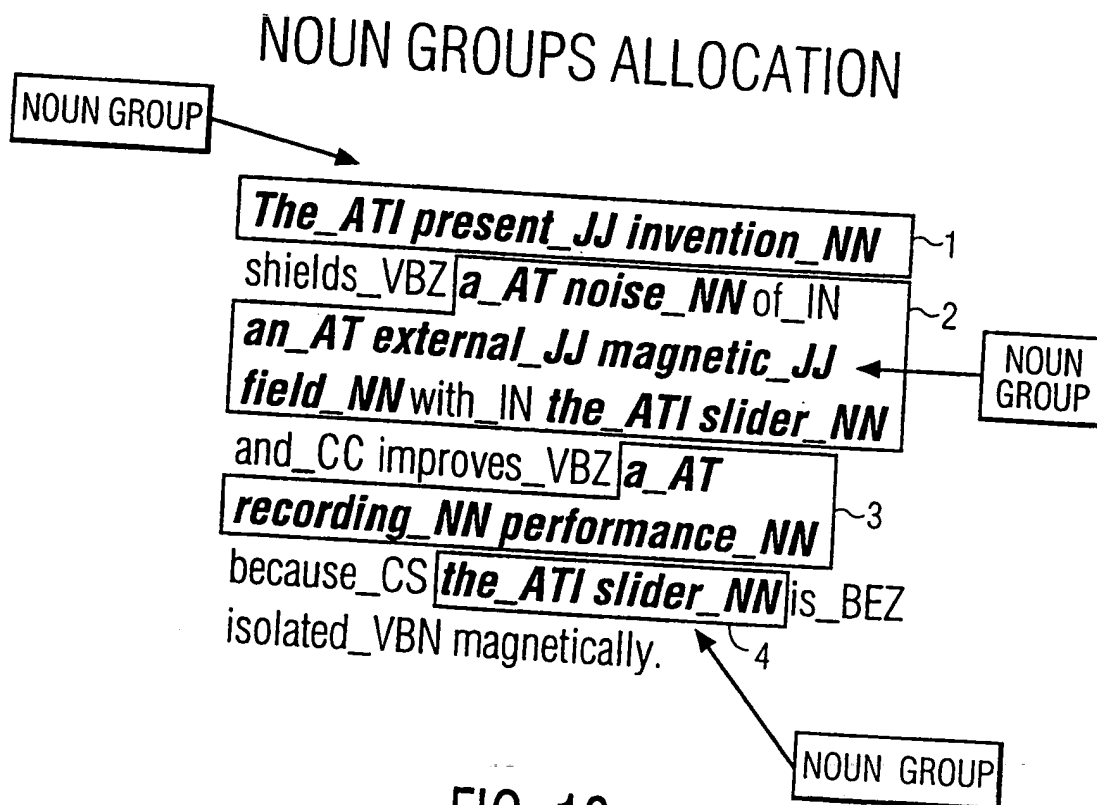 NOUN GROUPS ALLOCATION
NOUN GROUP
The_ATI present_JJ invention_NN ~1
shields_VBZ a_AT noise_NN of_IN ~2
an_AT external_JJ magnetic_JJ
field_NN with_IN the_ATI slider_NN
NOUN
GROUP
and_CC improves_VBZ a_AT
recording_NN performance_NN ~3
because_CS the_ATI slider_NN is_BEZ
isolated_VBN magnetically. 4
NOUN GROUP